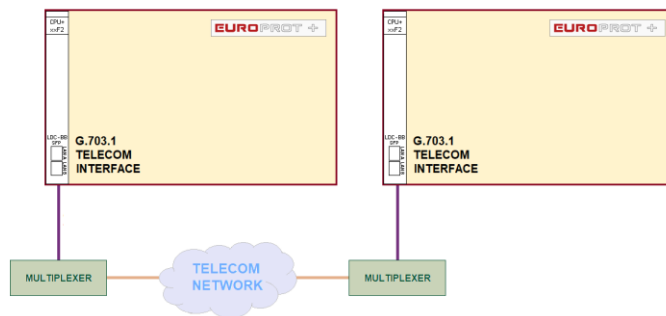 CPU+
xxF2
EUROPROT +
LDC-BB
SFP
G.703.1
TELECOM
INTERFACE
CPU+
xxF2
EUROPROT +
LDC-BB
SFP
G.703.1
TELECOM
INTERFACE
MULTIPLEXER
TELECOM
NETWORK
MULTIPLEXER